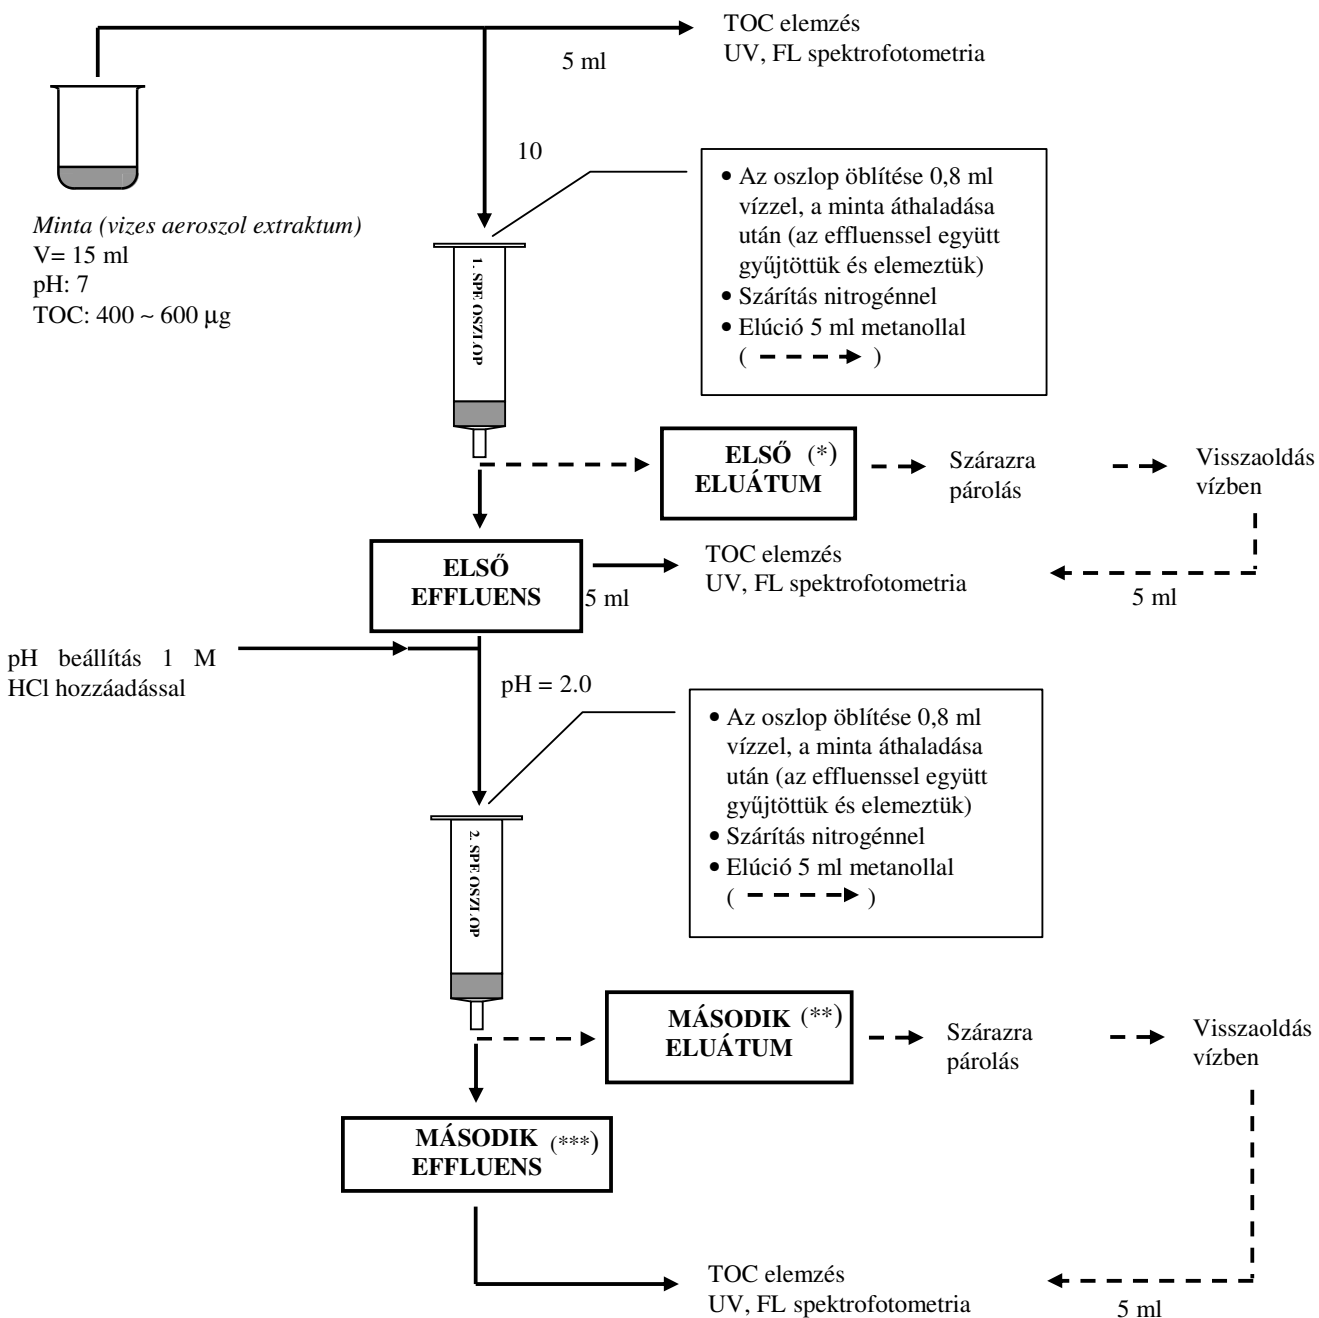 TOC elemzés
UV, FL spektrofotometria
5 ml
10
Minta (vizes aeroszol extraktum)
V= 15 ml
pH: 7
TOC: 400 ~ 600 µg
1. SPE OSZLOP
• Az oszlop öblítése 0,8 ml
vízzel, a minta áthaladása
után (az effluenssel együtt
gyűjtöttük és elemeztük)
• Szárítás nitrogénnel
• Elúció 5 ml metanollal
( )
ELSŐ (*)
ELUÁTUM
Szárazra
párolás
Visszaoldás
vízben
ELSŐ
EFFLUENS
5 ml
TOC elemzés
UV, FL spektrofotometria
5 ml
pH beállítás 1 M
HCl hozzáadással
pH = 2.0
2. SPE OSZLOP
• Az oszlop öblítése 0,8 ml
vízzel, a minta áthaladása
után (az effluenssel együtt
gyűjtöttük és elemeztük)
• Szárítás nitrogénnel
• Elúció 5 ml metanollal
( )
MÁSODIK (**)
ELUÁTUM
Szárazra
párolás
Visszaoldás
vízben
MÁSODIK (***)
EFFLUENS
TOC elemzés
UV, FL spektrofotometria
5 ml